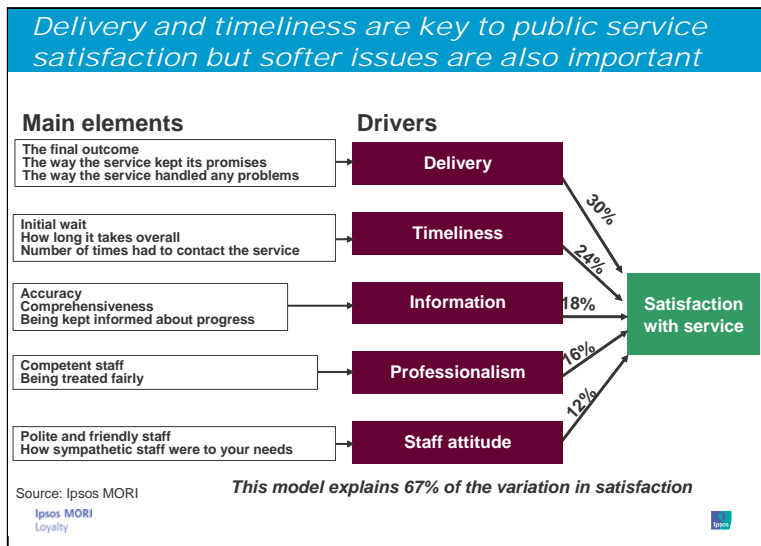 Delivery and timeliness are key to public service
satisfaction but softer issues are also important
Main elements
Drivers
The final outcome
The way the service kept its promises
The way the service handled any problems
Delivery
30%
Initial wait
How long it takes overall
Number of times had to contact the service
Timeliness
24%
Accuracy
Comprehensiveness
Being kept informed about progress
Information
18%
Satisfaction
with service
Competent staff
Being treated fairly
Professionalism
16%
Polite and friendly staff
How sympathetic staff were to your needs
Staff attitude
12%
This model explains 67% of the variation in satisfaction
Source: Ipsos MORI
Ipsos MORI
Loyalty
Ipsos